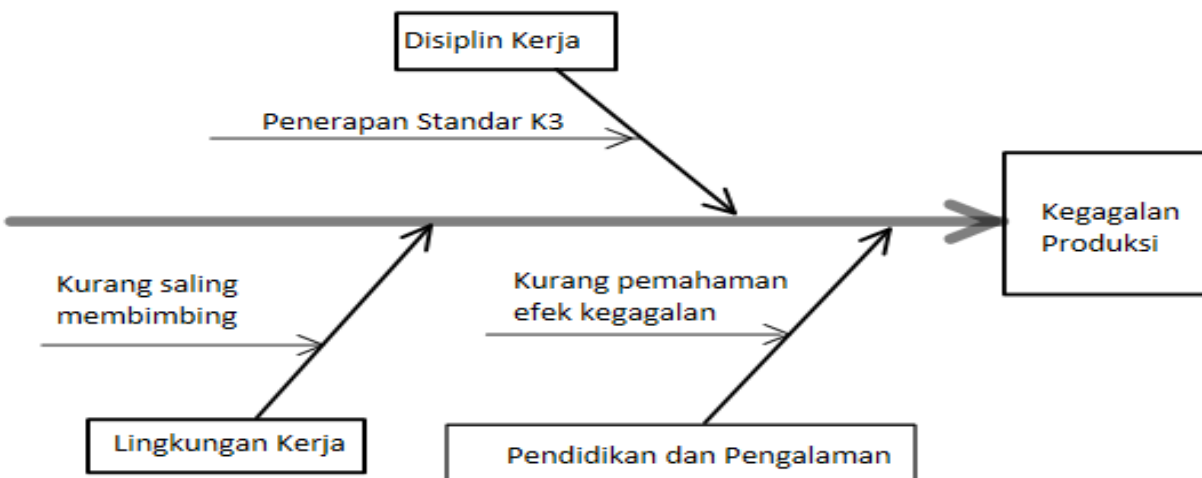 Disiplin Kerja
Penerapan Standar K3
Kegagalan
Produksi
Kurang saling
membimbing
Kurang pemahaman
efek kegagalan
Lingkungan Kerja
Pendidikan dan Pengalaman